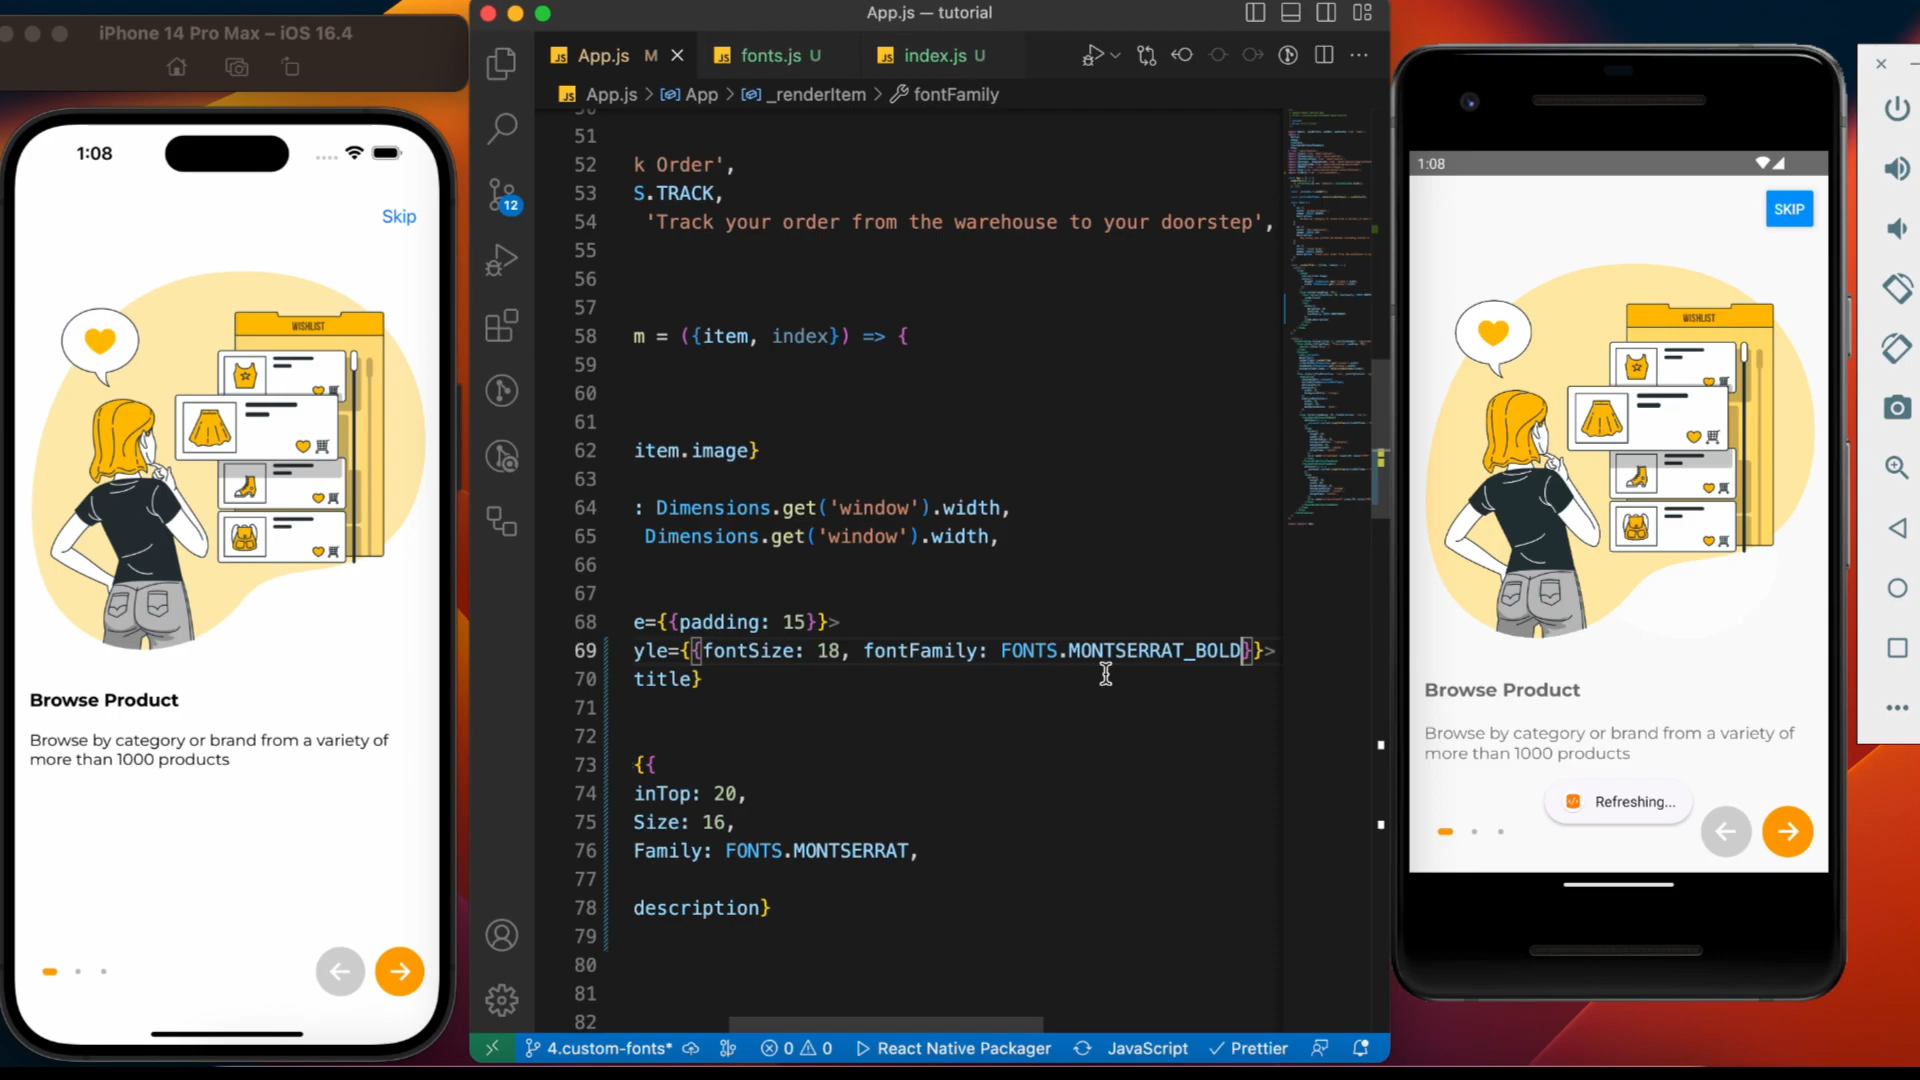 iPhone 14 Pro Max – iOS 16.4
1:08
Skip
WISHLIST
Browse Product
Browse by category or brand from a variety of
more than 1000 products
App.js — tutorial
App.js M
fonts.js U
index.js U
App.js > App > _renderItem > fontFamily
12
51
52 k Order',
53 S.TRACK,
54 'Track your order from the warehouse to your doorstep',
55
56
57
58 m = ({item, index}) => {
59
60
61
62 item.image}
63
64 : Dimensions.get('window').width,
65 Dimensions.get('window').width,
66
67
68 e={{padding: 15}}>
69 yle={{fontSize: 18, fontFamily: FONTS.MONTSERRAT_BOLD}}>
70 title}
71
72
73 {{
74 inTop: 20,
75 Size: 16,
76 Family: FONTS.MONTSERRAT,
77
78 description}
79
80
81
82
4.custom-fonts* 0 0 React Native Packager JavaScript Prettier
1:08
SKIP
WISHLIST
Browse Product
Browse by category or brand from a variety of
more than 1000 products
Refreshing...